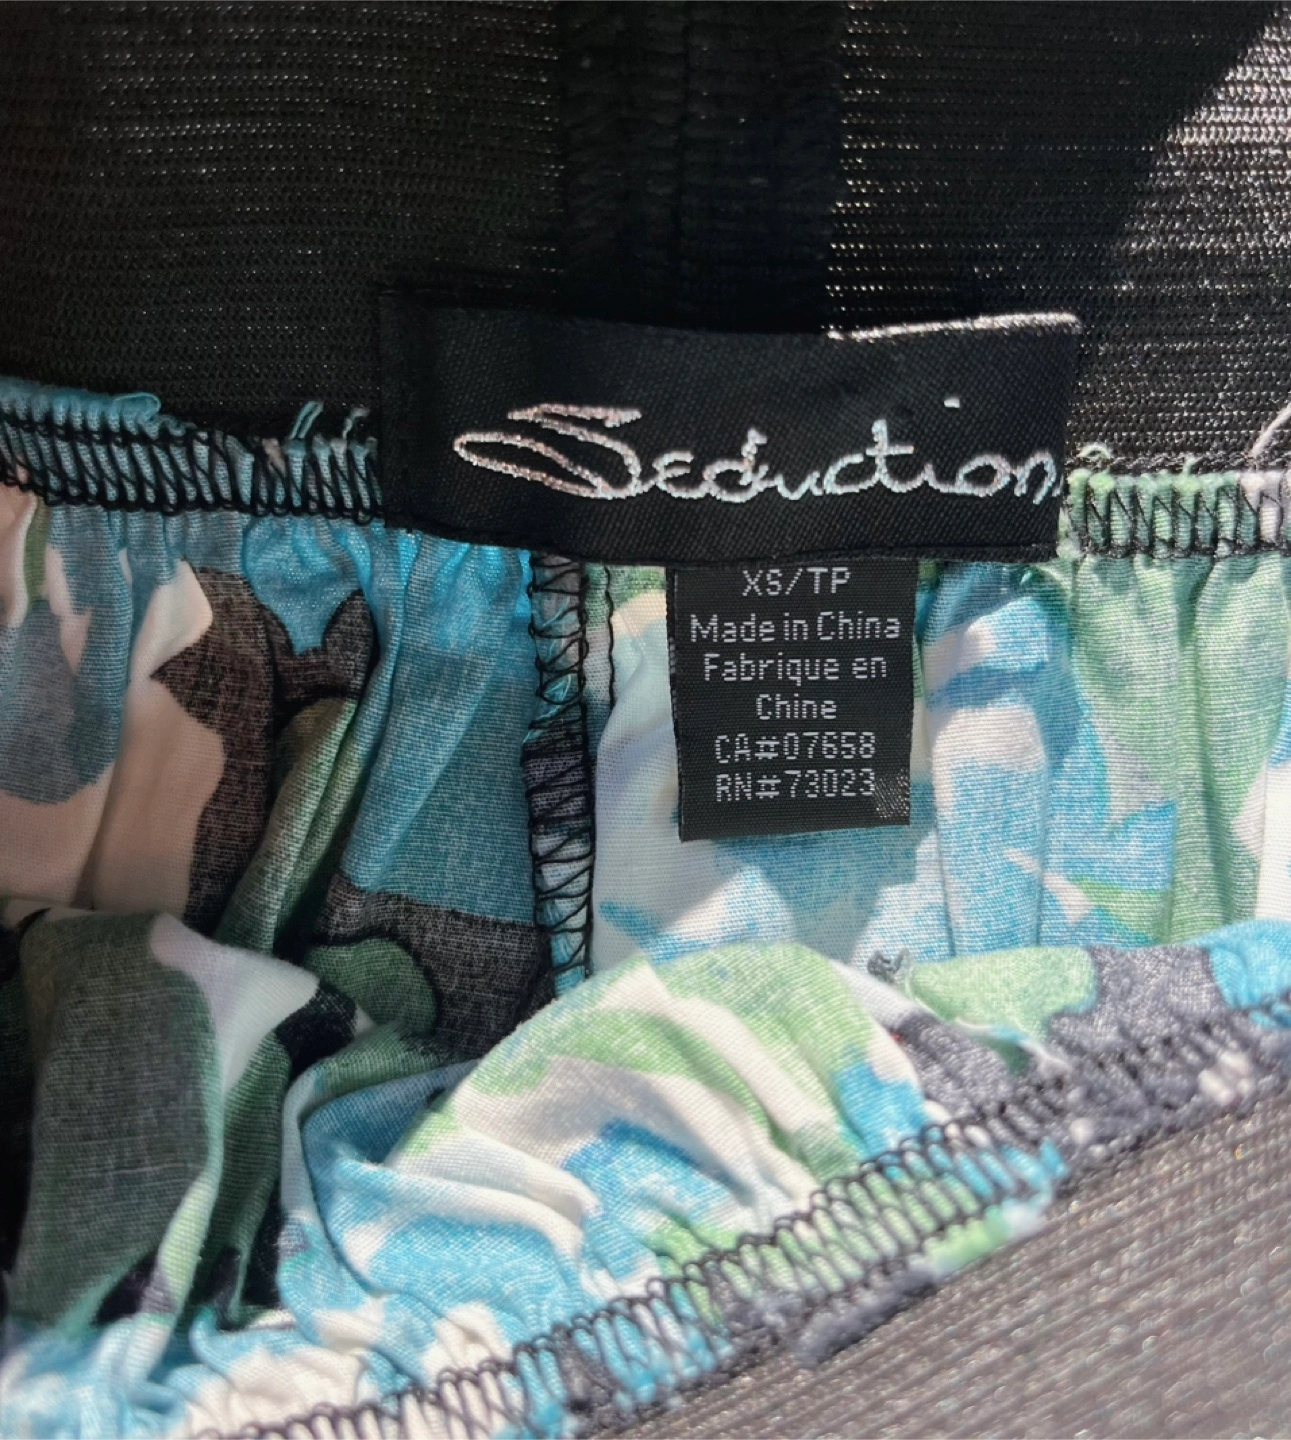 Seduction
XS/TP
Made in China
Fabrique en
Chine
CA#07658
RN#73023